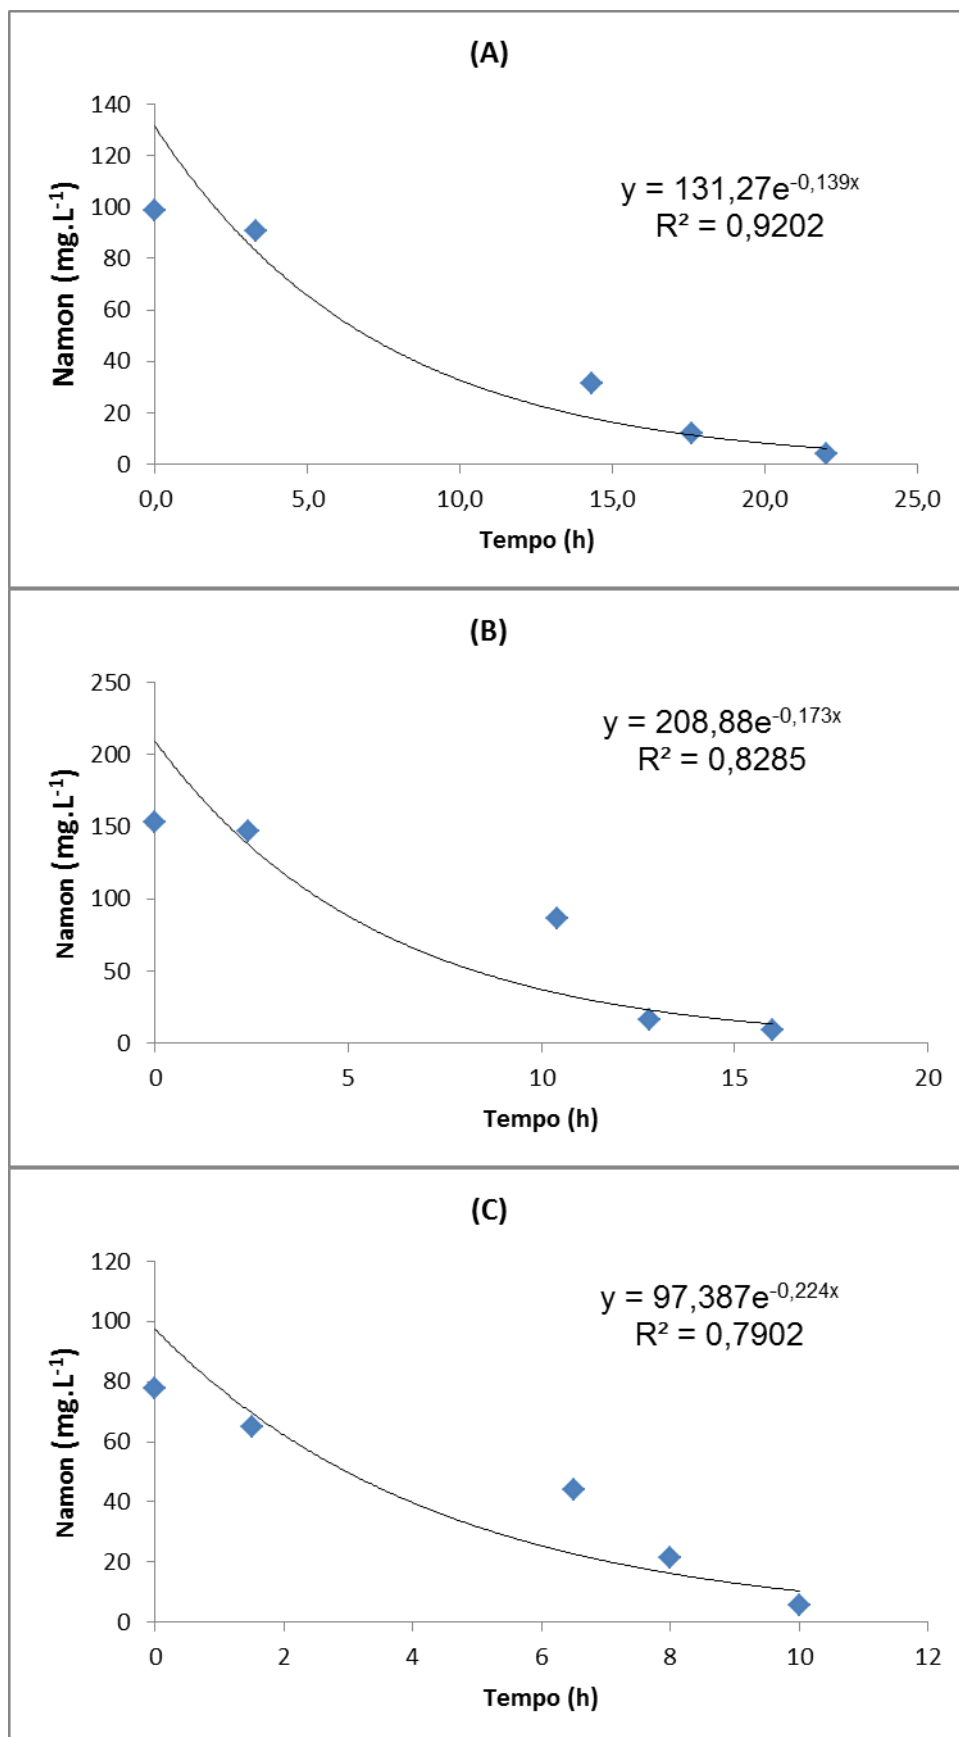 (A)
140
120
100
80
60
40
20
0
Namon (mg.L⁻¹)
y = 131,27e⁻⁰,¹³⁹ˣ
R² = 0,9202
0,0 5,0 10,0 15,0 20,0 25,0
Tempo (h)
(B)
250
200
150
100
50
0
Namon (mg.L⁻¹)
y = 208,88e⁻⁰,¹⁷³ˣ
R² = 0,8285
0 5 10 15 20
Tempo (h)
(C)
120
100
80
60
40
20
0
Namon (mg.L⁻¹)
y = 97,387e⁻⁰,²²⁴ˣ
R² = 0,7902
0 2 4 6 8 10 12
Tempo (h)